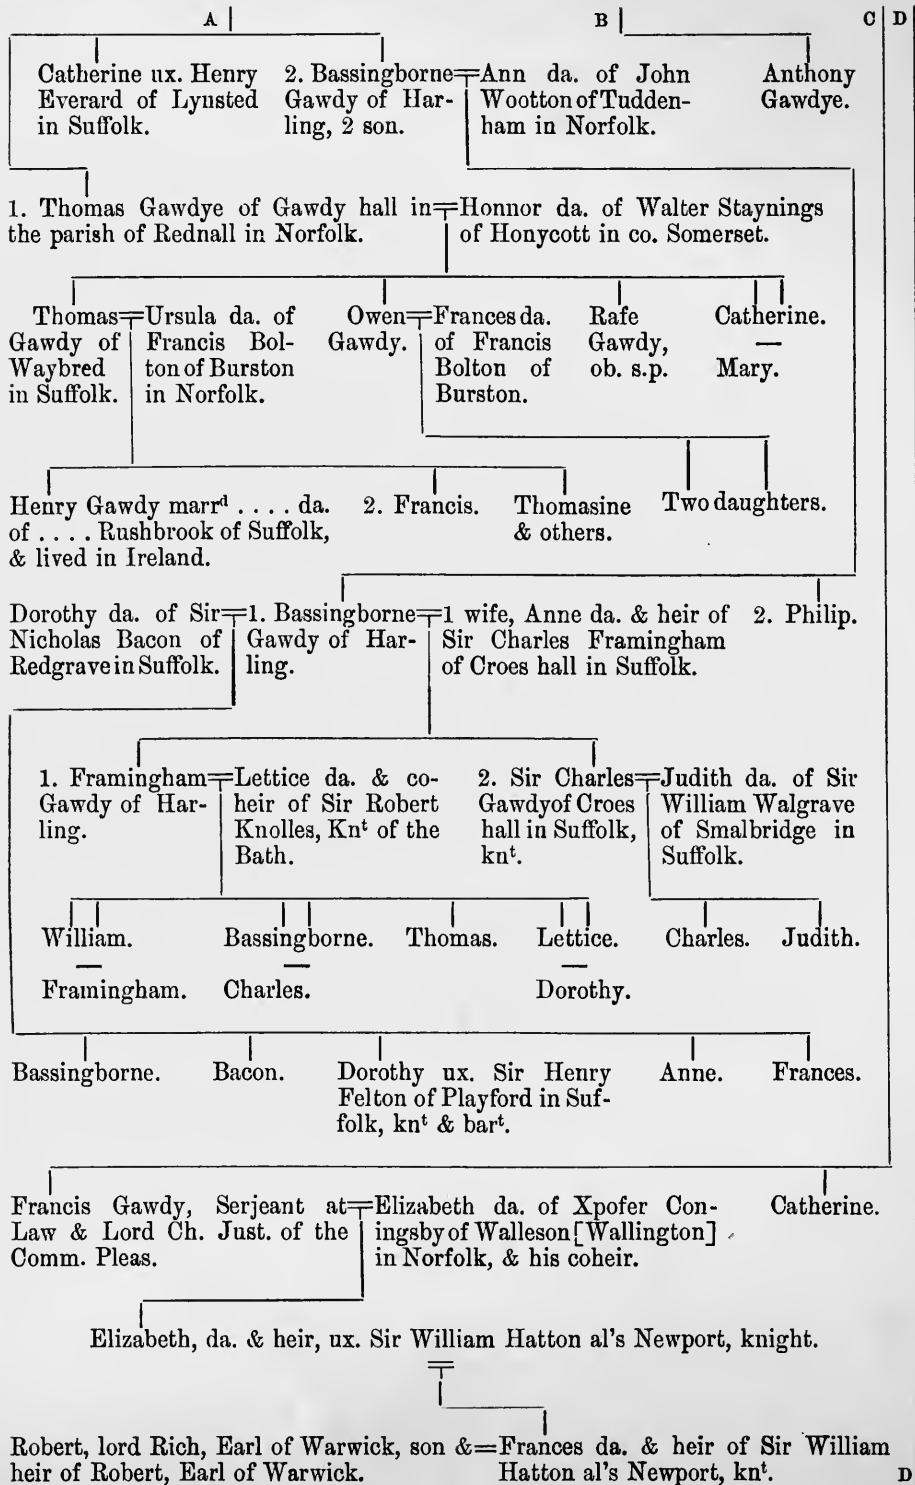 A B C D
Catherine ux. Henry Everard of Lynsted in Suffolk.
2. Bassingborne Gawdy of Harling, 2 son.
Ann da. of John Wootton of Tuddenham in Norfolk.
Anthony Gawdye.
1. Thomas Gawdye of Gawdy hall in the parish of Rednall in Norfolk.
Honnor da. of Walter Staynings of Honycott in co. Somerset.
Thomas Gawdy of Waybred in Suffolk.
Ursula da. of Francis Bolton of Burston in Norfolk.
Owen Gawdy.
Frances da. of Francis Bolton of Burston.
Rafe Gawdy, ob. s.p.
Catherine.
—
Mary.
Henry Gawdy marrd .... da. of .... Rushbrook of Suffolk, & lived in Ireland.
2. Francis.
Thomasine & others.
Two daughters.
Dorothy da. of Sir Nicholas Bacon of Redgrave in Suffolk.
1. Bassingborne Gawdy of Harling.
1 wife, Anne da. & heir of Sir Charles Framingham of Croes hall in Suffolk.
2. Philip.
1. Framingham Gawdy of Harling.
Lettice da. & coheir of Sir Robert Knolles, Knt of the Bath.
2. Sir Charles Gawdy of Croes hall in Suffolk, knt.
Judith da. of Sir William Walgrave of Smalbridge in Suffolk.
William.
—
Framingham.
Bassingborne.
—
Charles.
Thomas.
Lettice.
—
Dorothy.
Charles.
Judith.
Bassingborne.
Bacon.
Dorothy ux. Sir Henry Felton of Playford in Suffolk, knt & bart.
Anne.
Frances.
Francis Gawdy, Serjeant at Law & Lord Ch. Just. of the Comm. Pleas.
Elizabeth da. of Xpofer Coningsby of Walleson [Wallington] in Norfolk, & his coheir.
Catherine.
Elizabeth, da. & heir, ux. Sir William Hatton al's Newport, knight.
Robert, lord Rich, Earl of Warwick, son & heir of Robert, Earl of Warwick.
Frances da. & heir of Sir William Hatton al's Newport, knt.
D